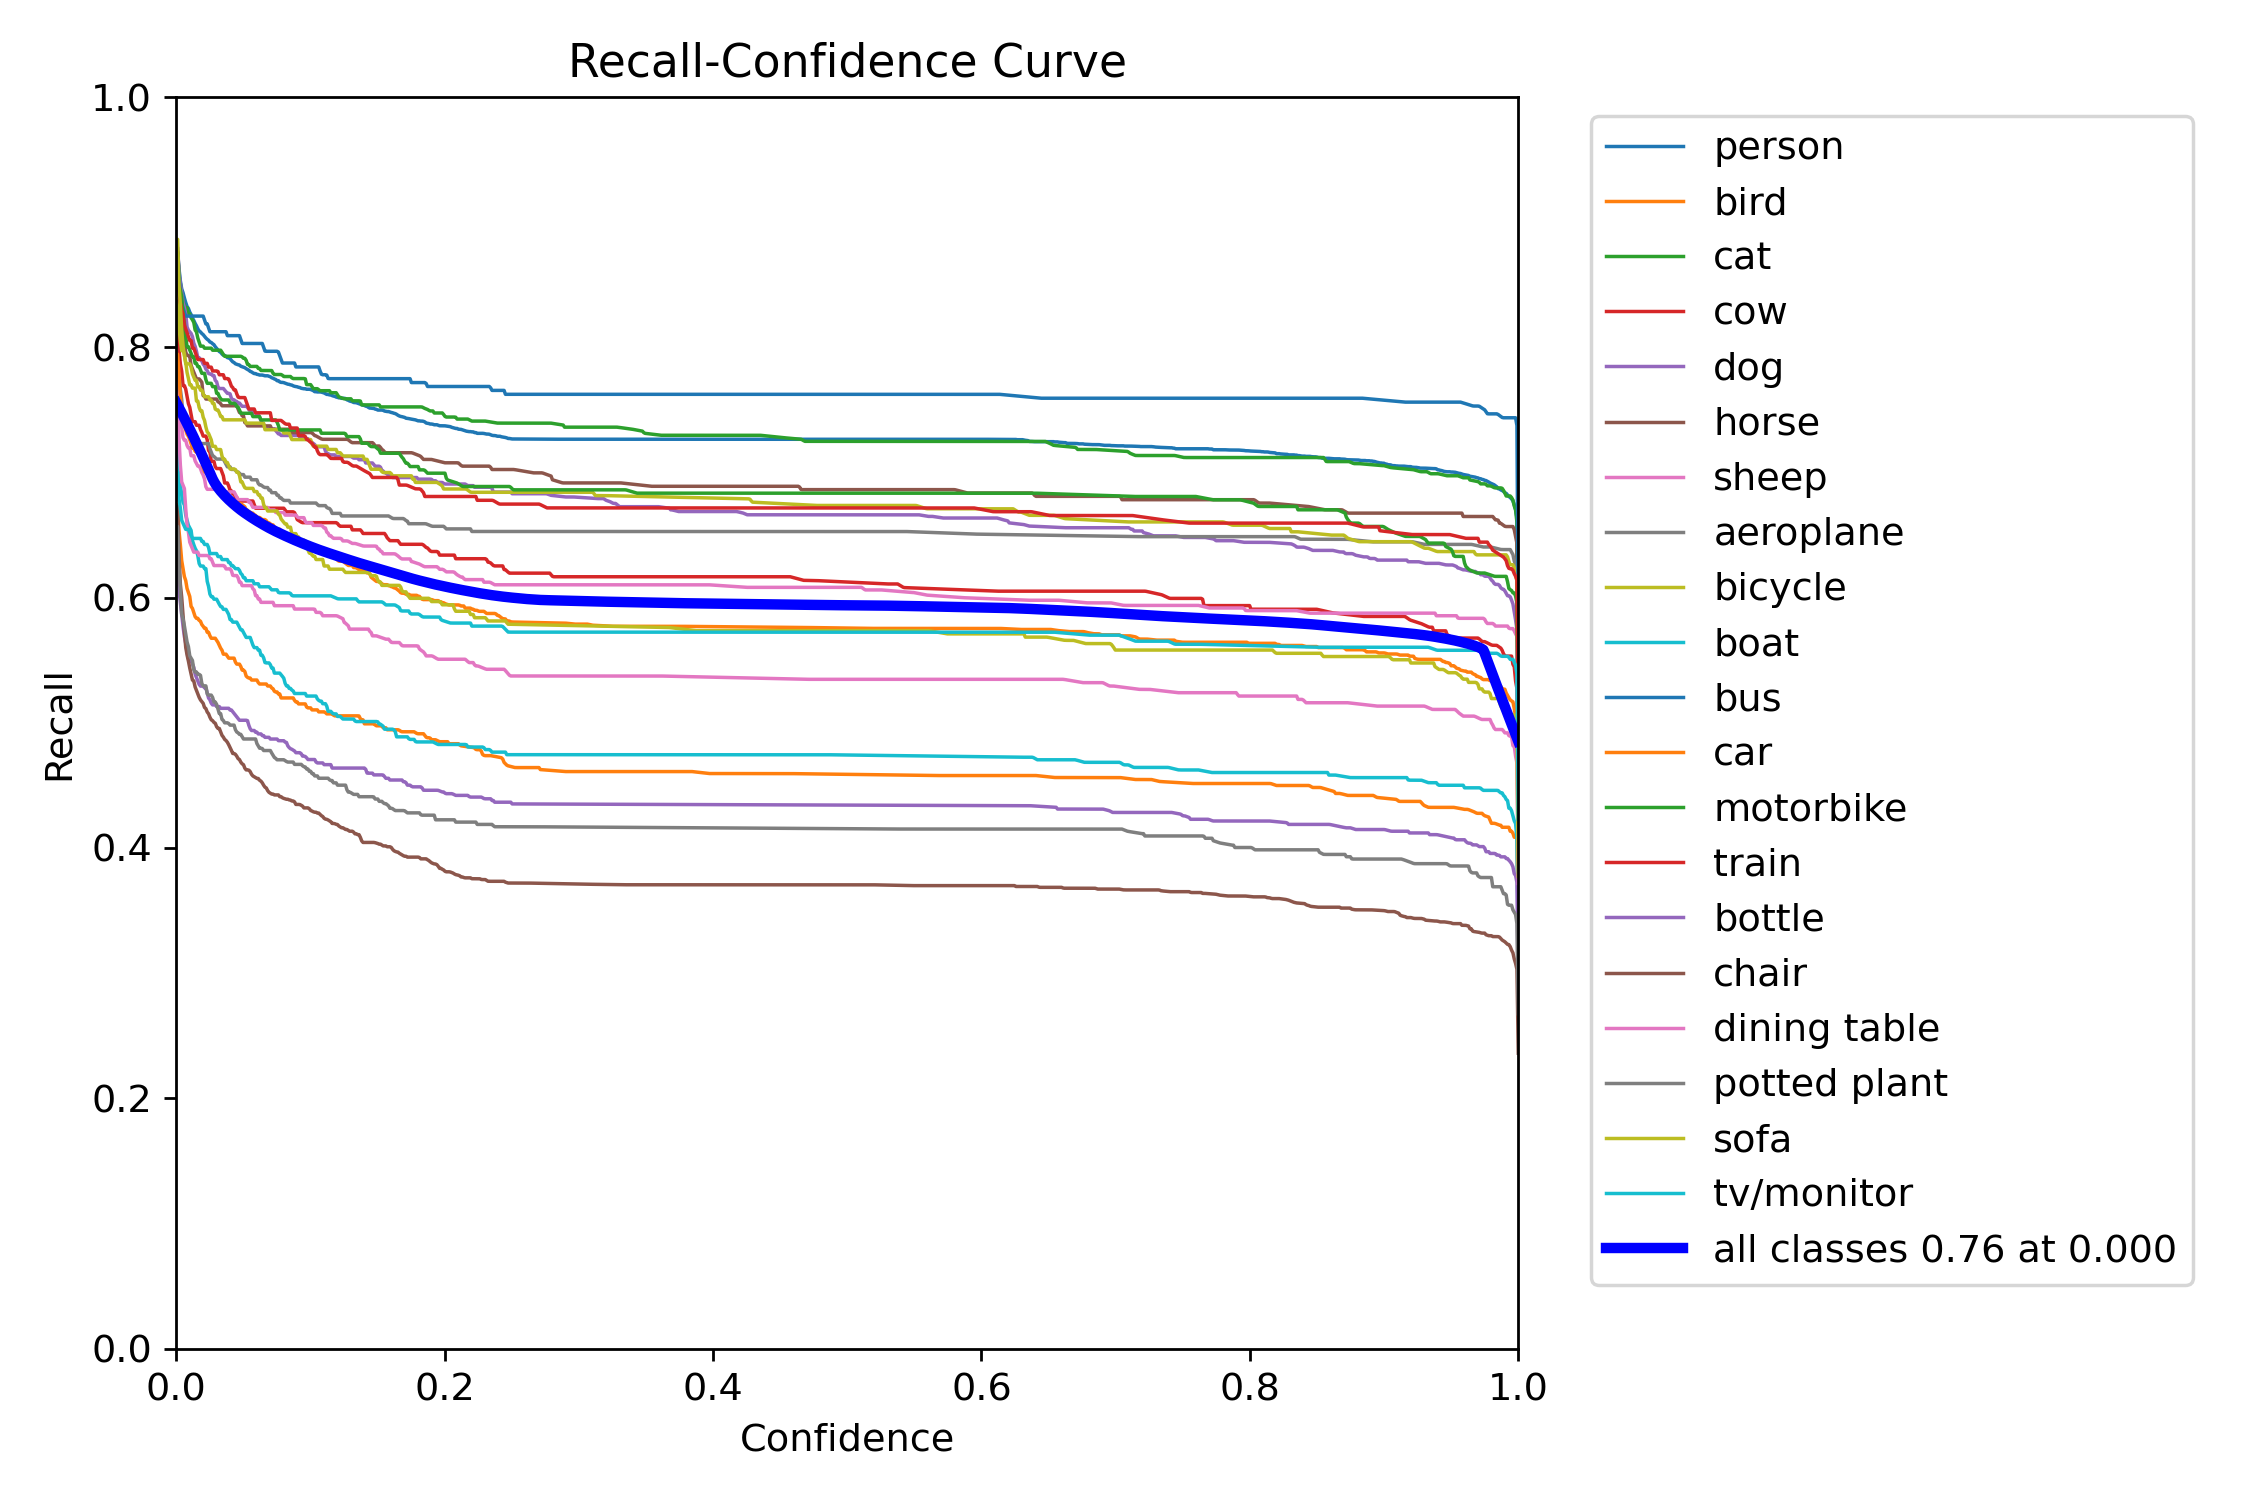 Recall-Confidence Curve
1.0
0.8
0.6
0.4
0.2
0.0
Recall
0.0 0.2 0.4 0.6 0.8 1.0
Confidence
person
bird
cat
cow
dog
horse
sheep
aeroplane
bicycle
boat
bus
car
motorbike
train
bottle
chair
dining table
potted plant
sofa
tv/monitor
all classes 0.76 at 0.000